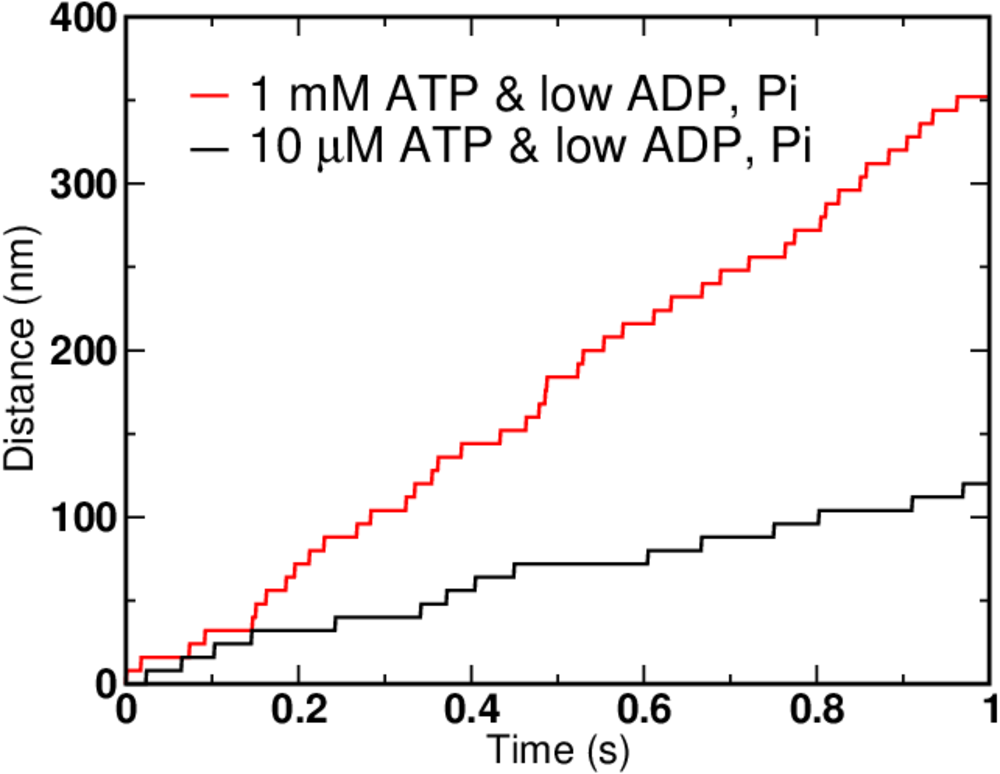 400
300
200
100
0
Distance (nm)
1 mM ATP & low ADP, Pi
10 μM ATP & low ADP, Pi
0 0.2 0.4 0.6 0.8 1
Time (s)